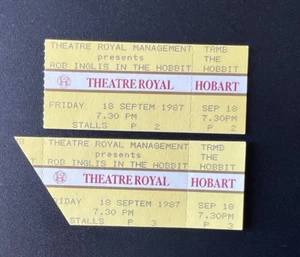 THEATRE ROYAL MANAGEMENT TRMB
presents THE
ROB INGLIS IN THE HOBBIT HOBBIT
THEATRE ROYAL HOBART
FRIDAY 18 SEPTEM 1987 SEP 18
7.30 PM 7.30PM
STALLS P 2 P 2
THEATRE ROYAL MANAGEMENT TRMB
presents THE
ROB INGLIS IN THE HOBBIT HOBBIT
THEATRE ROYAL HOBART
IDAY 18 SEPTEM 1987 SEP 18
7.30 PM 7.30PM
STALLS P 3 P 3